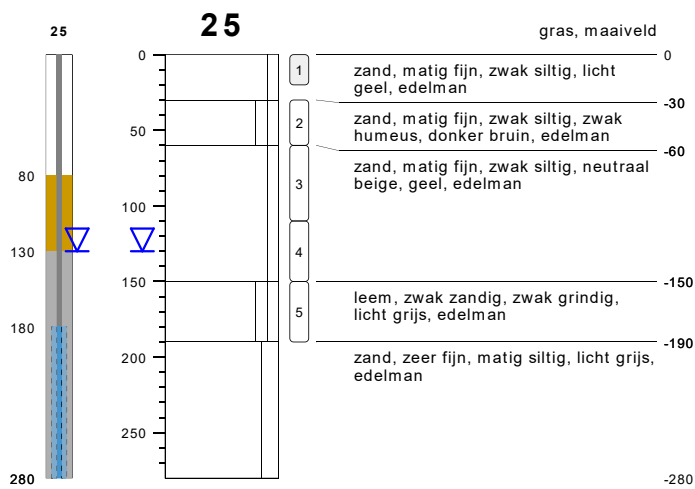 25
25
gras, maaiveld
0
0
1
zand, matig fijn, zwak siltig, licht
geel, edelman
-30
2
zand, matig fijn, zwak siltig, zwak
humeus, donker bruin, edelman
50
-60
zand, matig fijn, zwak siltig, neutraal
beige, geel, edelman
80
3
100
130
4
150
-150
5
leem, zwak zandig, zwak grindig,
licht grijs, edelman
180
-190
200
zand, zeer fijn, matig siltig, licht grijs,
edelman
250
280
-280